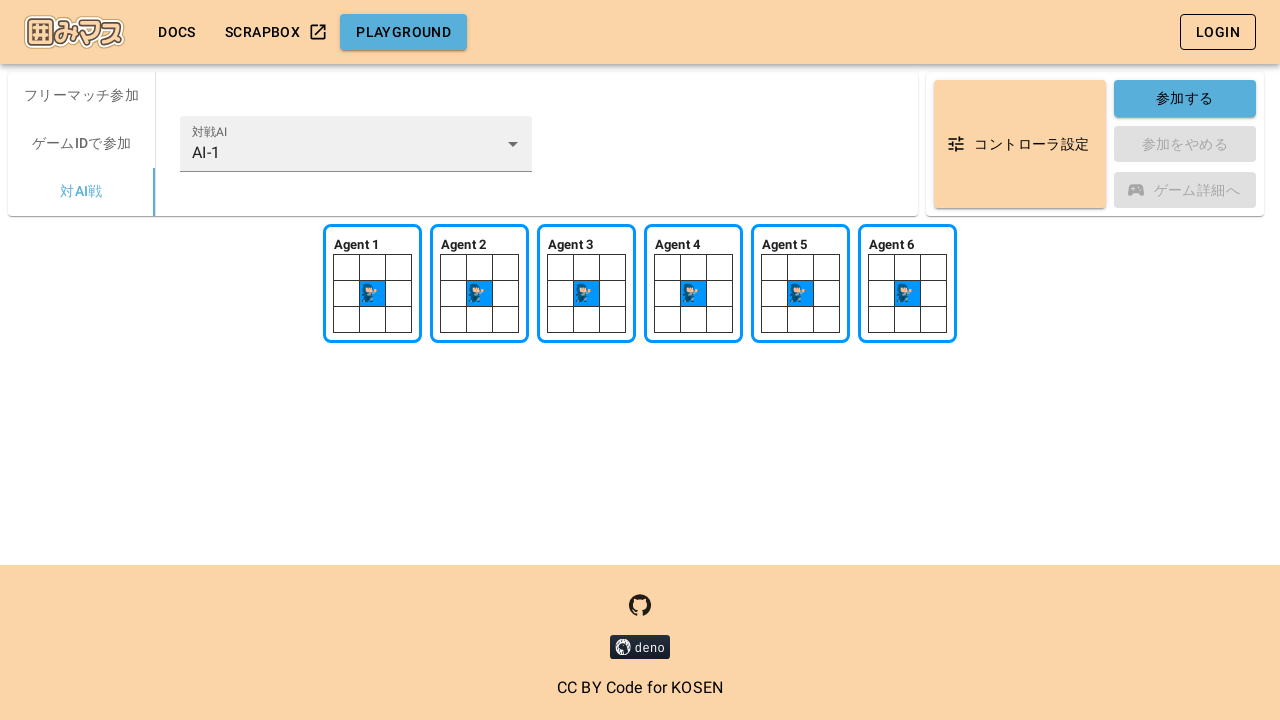 囲みマス
DOCS
SCRAPBOX
PLAYGROUND
LOGIN
フリーマッチ参加
ゲームIDで参加
対AI戦
対戦AI
AI-1
コントローラ設定
参加する
参加をやめる
ゲーム詳細へ
Agent 1
Agent 2
Agent 3
Agent 4
Agent 5
Agent 6
deno
CC BY Code for KOSEN